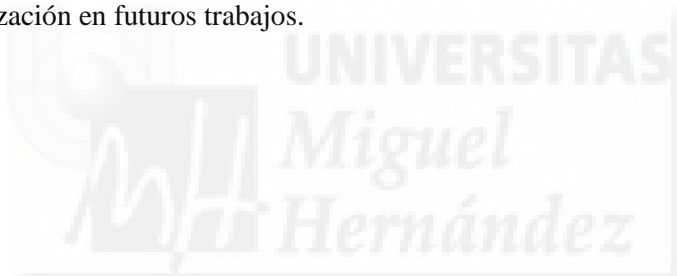 zación en futuros trabajos.
UNIVERSITAS
Miguel
Hernández